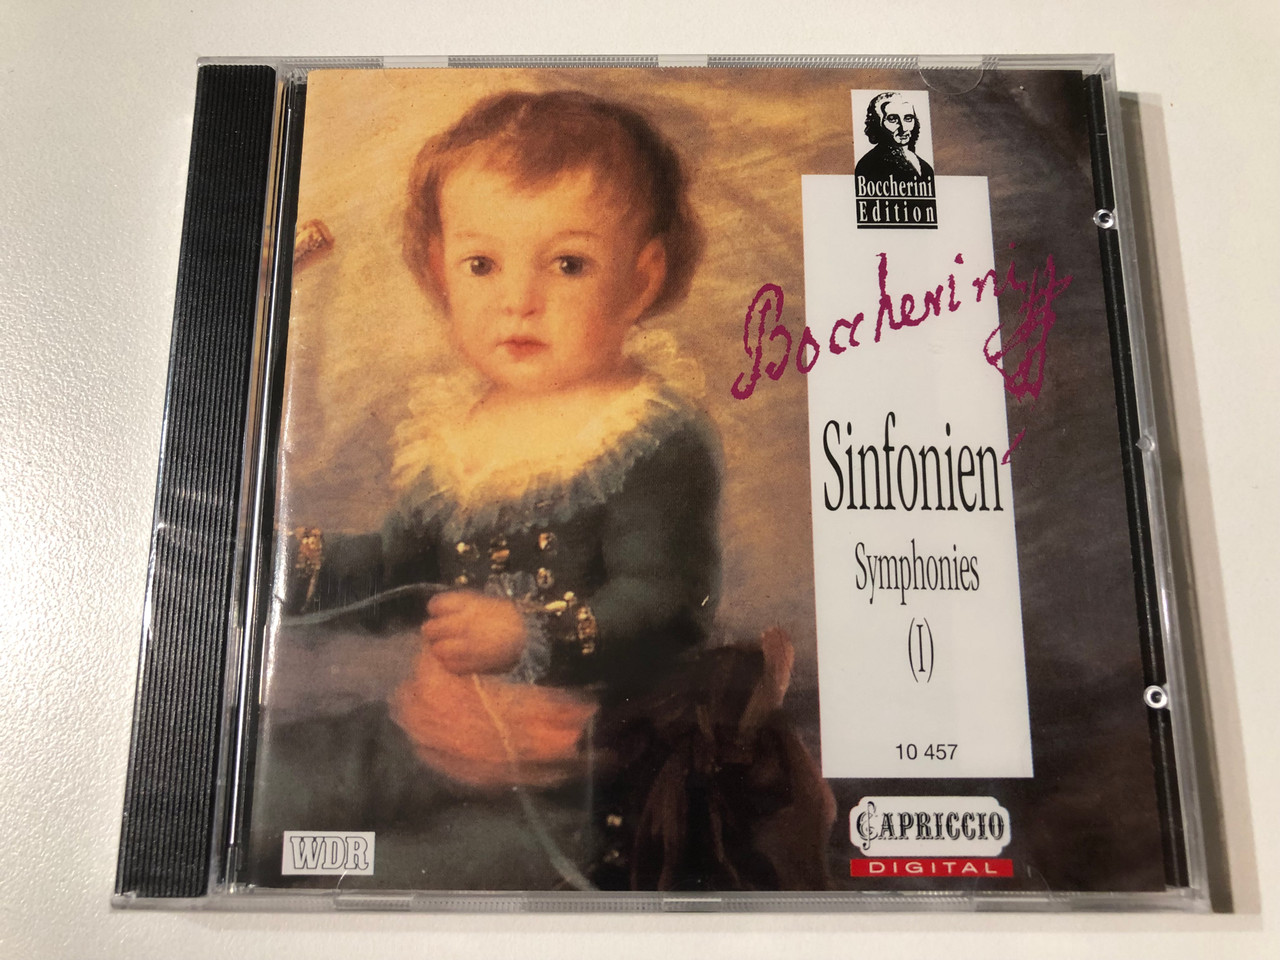 Boccherini
Edition
Boccherini
Sinfonien
Symphonies
(I)
10 457
WDR
CAPRICCIO
DIGITAL